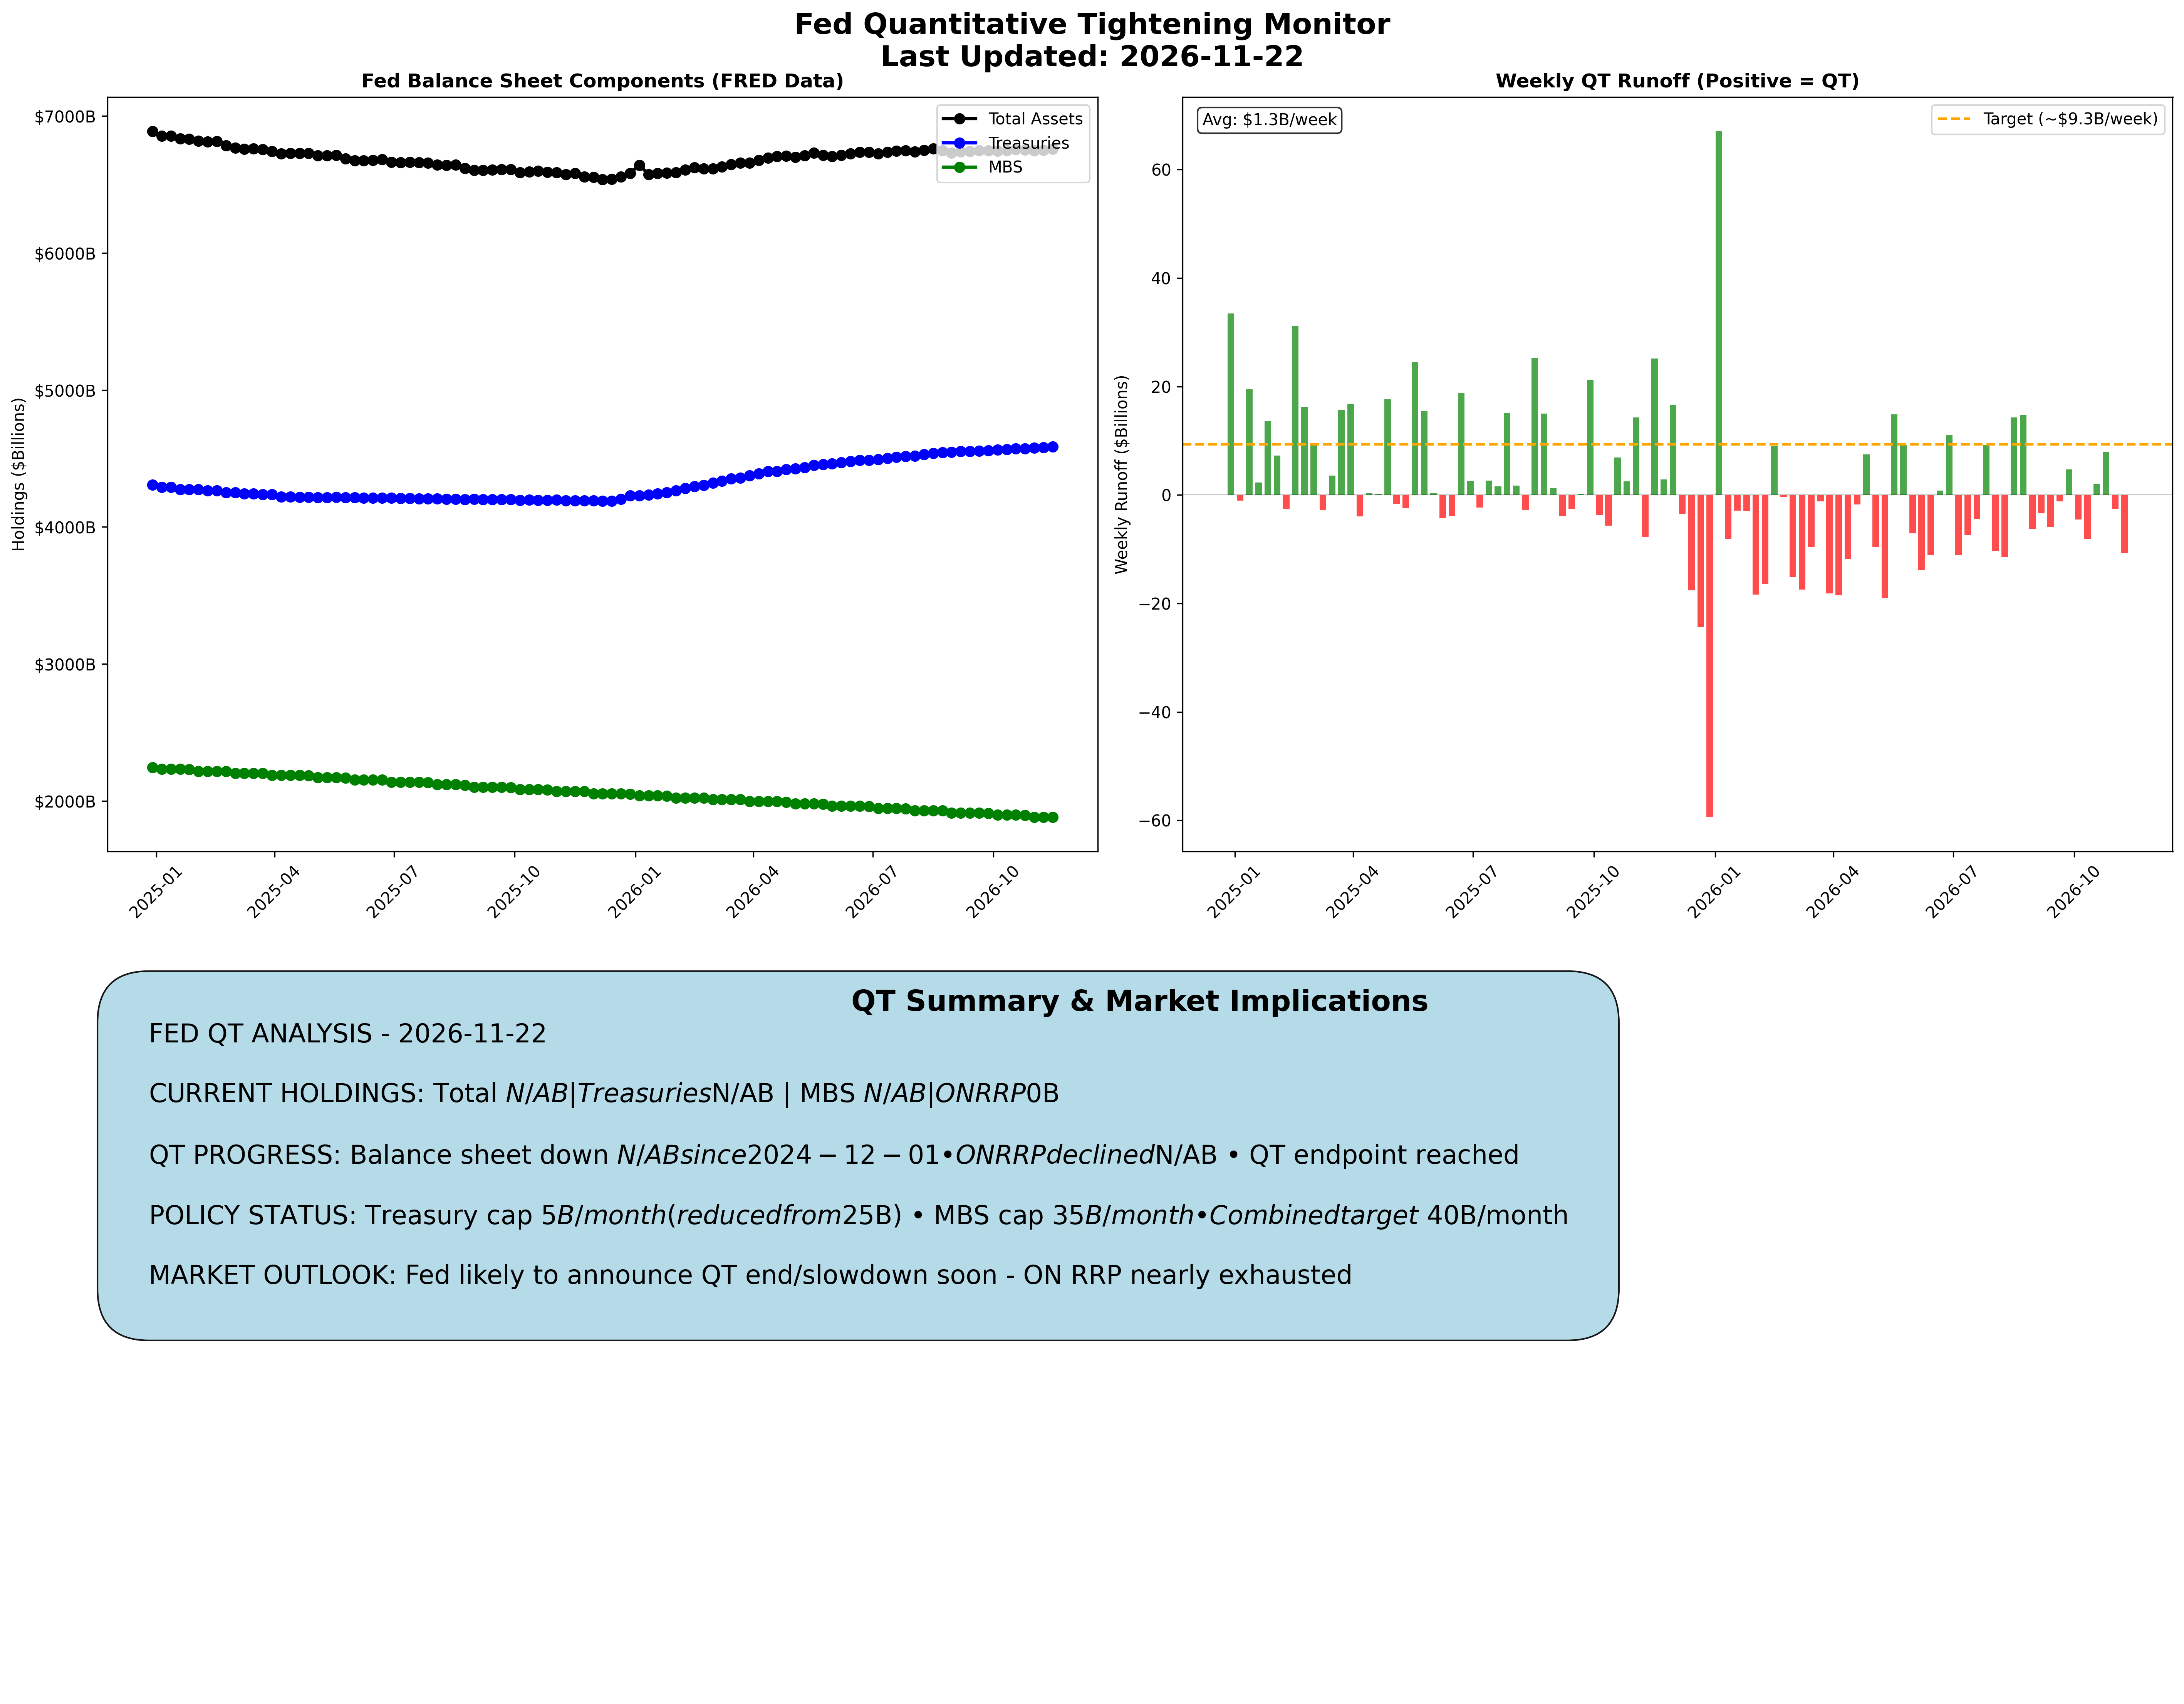 Fed Quantitative Tightening Monitor
Last Updated: 2026-11-22
Fed Balance Sheet Components (FRED Data)
Total Assets
Treasuries
MBS
Holdings ($Billions)
$7000B
$6000B
$5000B
$4000B
$3000B
$2000B
2025-01
2025-04
2025-07
2025-10
2026-01
2026-04
2026-07
2026-10
Weekly QT Runoff (Positive = QT)
Avg: $1.3B/week
Target (~$9.3B/week)
Weekly Runoff ($Billions)
60
40
20
0
−20
−40
−60
2025-01
2025-04
2025-07
2025-10
2026-01
2026-04
2026-07
2026-10
QT Summary & Market Implications
FED QT ANALYSIS - 2026-11-22
CURRENT HOLDINGS: Total N/AB|TreasuriesN/AB | MBS N/AB|ONRRP0B
QT PROGRESS: Balance sheet down N/ABsince2024 − 12 − 01•ONRRPdeclinedN/AB • QT endpoint reached
POLICY STATUS: Treasury cap 5B/month(reducedfrom25B) • MBS cap 35B/month•Combinedtarget 40B/month
MARKET OUTLOOK: Fed likely to announce QT end/slowdown soon - ON RRP nearly exhausted